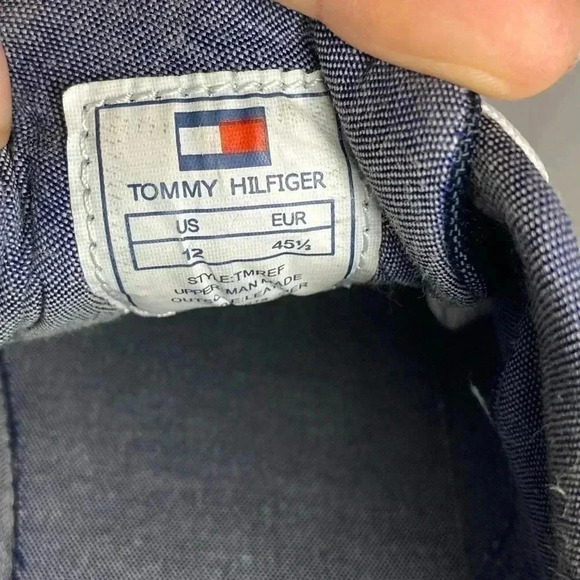 TOMMY HILFIGER
US EUR
12 45½
STYLE:TMREF
UPPER MAN MADE